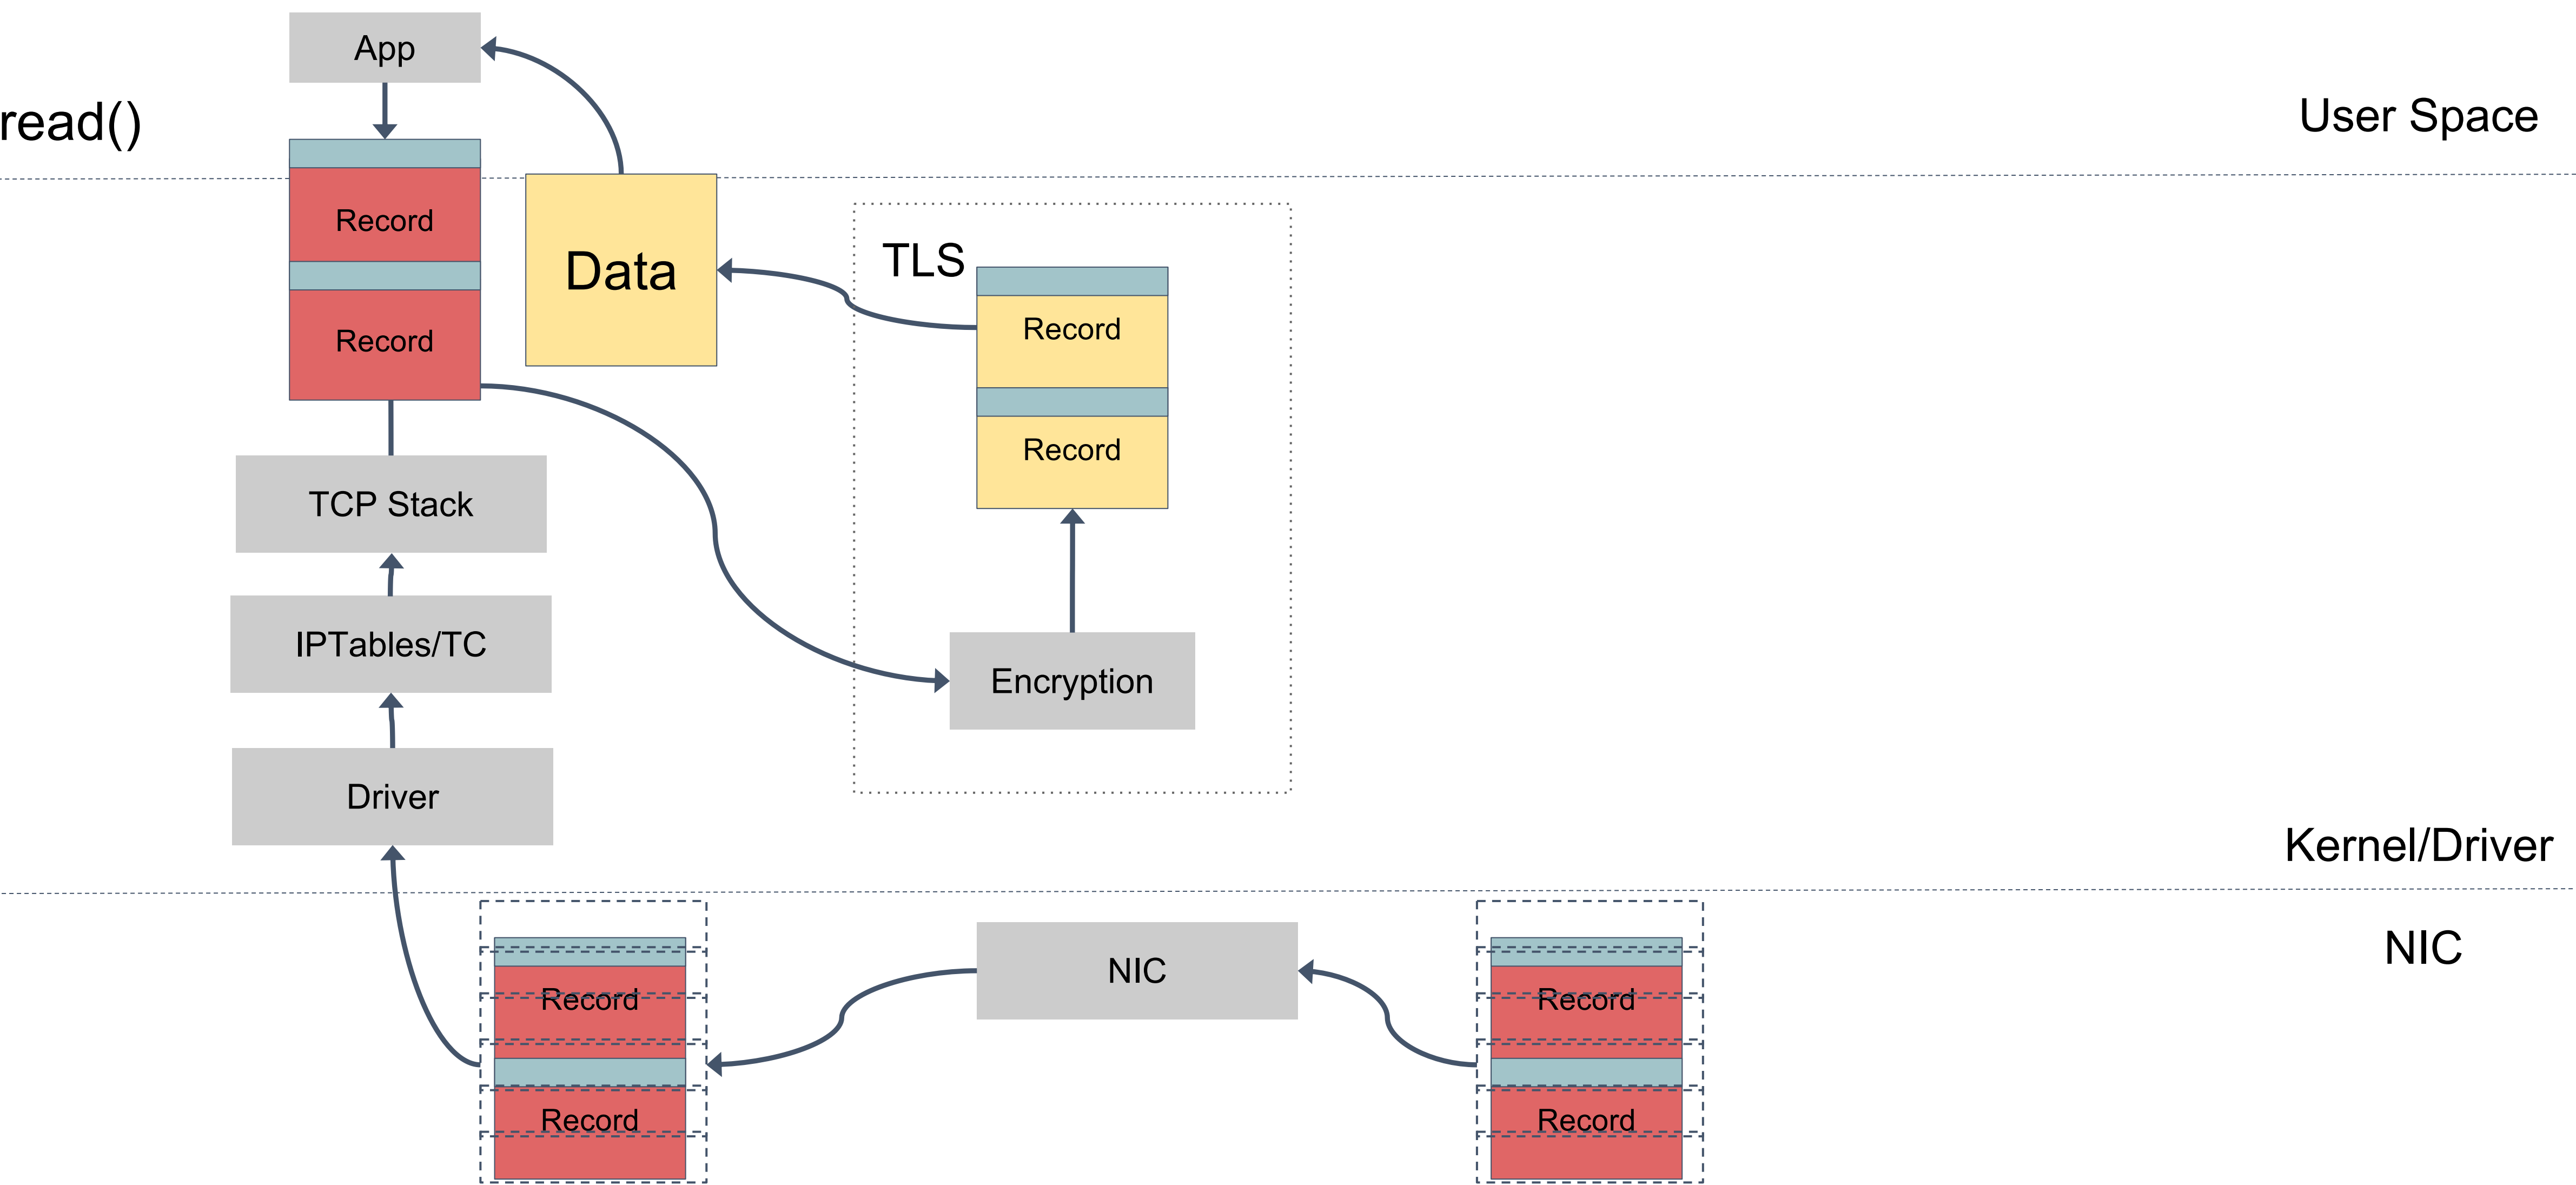 App
read()
User Space
Record
Record
Data
TLS
Record
Record
TCP Stack
IPTables/TC
Encryption
Driver
Kernel/Driver
NIC
NIC
Record
Record
Record
Record